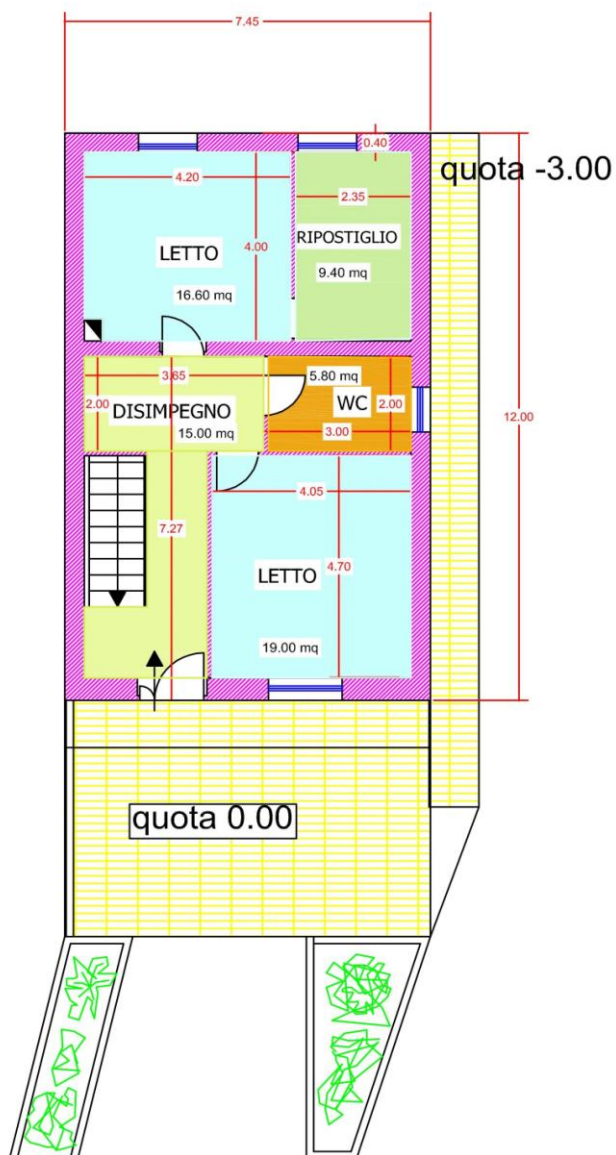 7.45
0.40
quota -3.00
4.20
2.35
RIPOSTIGLIO
4.00
LETTO
9.40 mq
16.60 mq
3.65
5.80 mq
2.00
DISIMPEGNO
WC
2.00
12.00
15.00 mq
3.00
4.05
7.27
LETTO
4.70
19.00 mq
quota 0.00